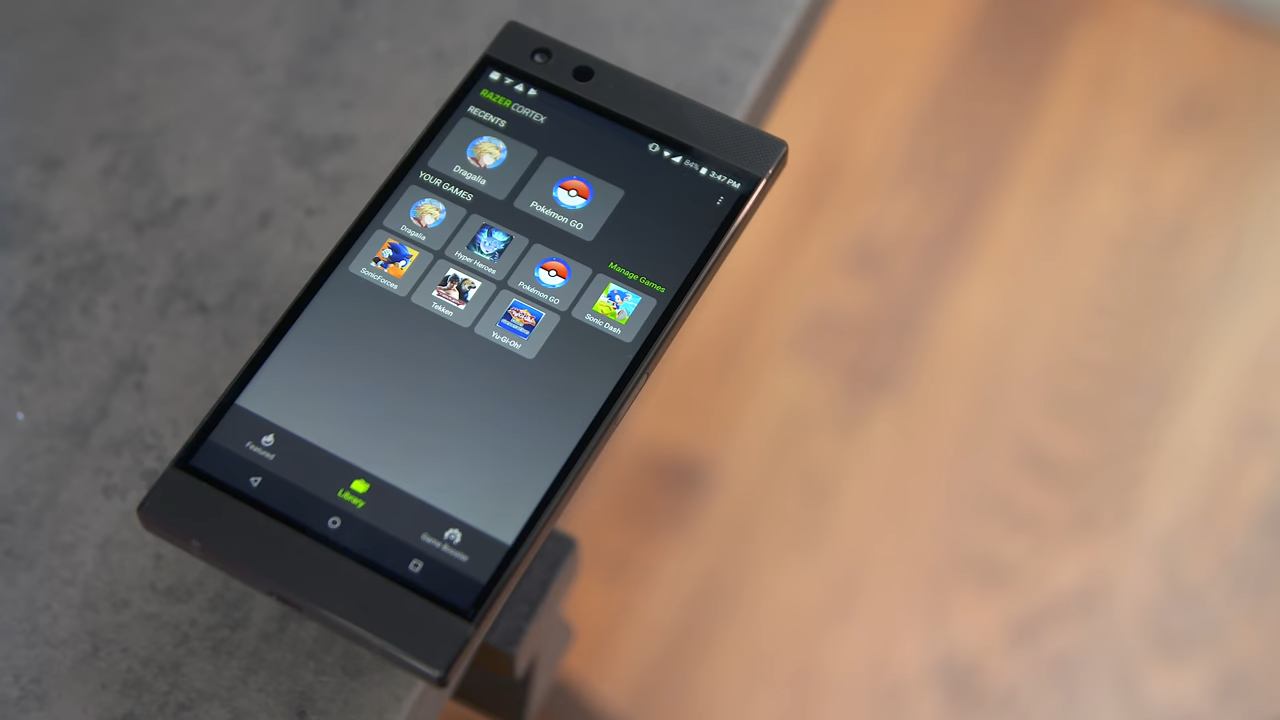 RAZER CORTEX
84% 3:47 PM
RECENTS
Dragalia
Pokémon GO
YOUR GAMES
Manage Games
Dragalia
Hyper Heroes
Pokémon GO
Sonic Dash
SonicForces
Tekken
Yu-Gi-Oh!
Featured
Library
Game Booster